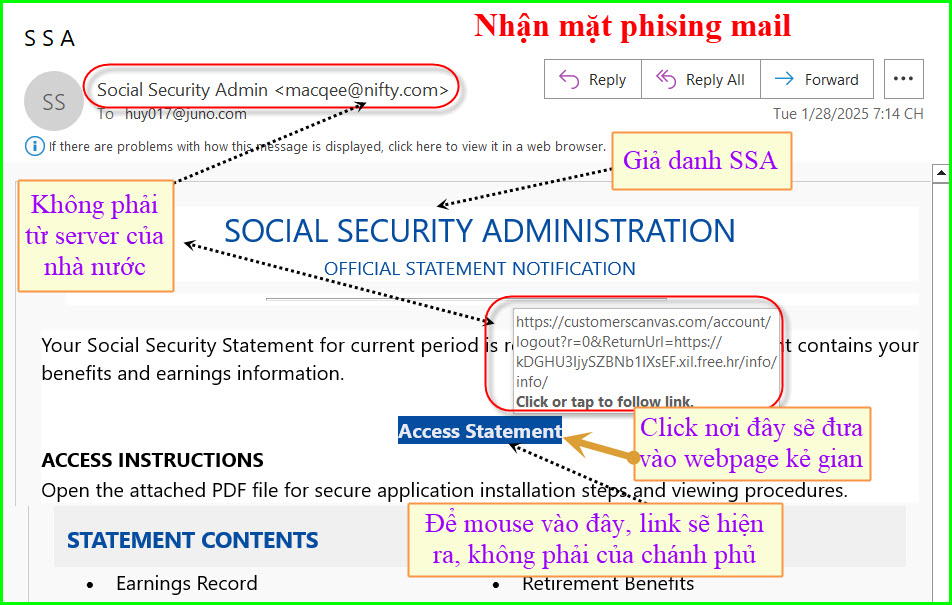 Nhận mặt phising mail
S S A
SS
Social Security Admin <macqee@nifty.com>
To huy017@juno.com
Reply
Reply All
Forward
Tue 1/28/2025 7:14 CH
If there are problems with how this message is displayed, click here to view it in a web browser.
Giả danh SSA
Không phải
từ server của
nhà nước
SOCIAL SECURITY ADMINISTRATION
OFFICIAL STATEMENT NOTIFICATION
https://customerscanvas.com/account/
logout?r=0&ReturnUrl=https://
kDGHU3IjySZBNb1IXsEF.xil.free.hr/info/
info/
Click or tap to follow link.
Your Social Security Statement for current period is re t contains your
benefits and earnings information.
Access Statement
Click nơi đây sẽ đưa
vào webpage kẻ gian
ACCESS INSTRUCTIONS
Open the attached PDF file for secure application installation steps and viewing procedures.
Để mouse vào đây, link sẽ hiện
ra, không phải của chánh phủ
STATEMENT CONTENTS
• Earnings Record
• Retirement Benefits